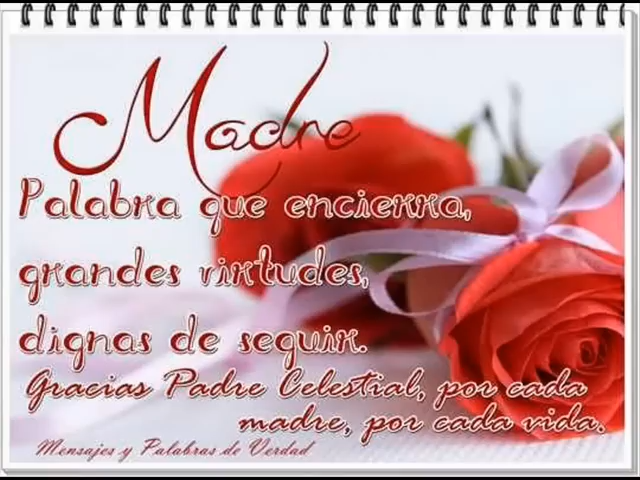 Madre
Palabra que encierra,
grandes virtudes,
dignas de seguir.
Gracias Padre Celestial, por cada
madre, por cada vida.
Mensajes y Palabras de Verdad